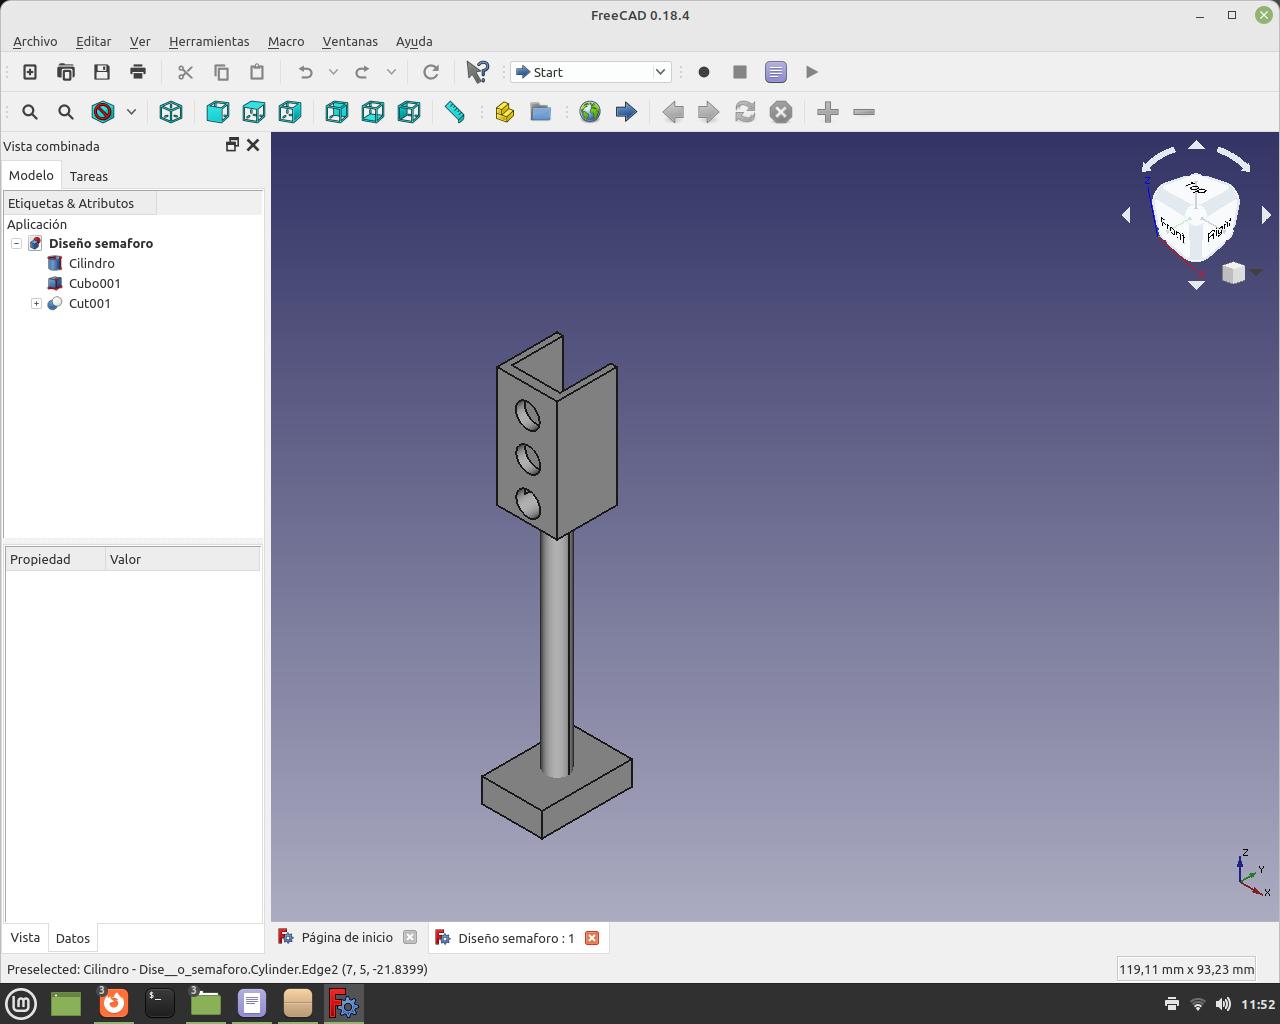 FreeCAD 0.18.4
Archivo Editar Ver Herramientas Macro Ventanas Ayuda
Start
Vista combinada
Modelo Tareas
Etiquetas & Atributos
Aplicación
Diseño semaforo
Cilindro
Cubo001
Cut001
Top
Front Right
Z
Propiedad Valor
Z
Y
X
Vista Datos
Página de inicio Diseño semaforo : 1
Preselected: Cilindro - Dise__o_semaforo.Cylinder.Edge2 (7, 5, -21.8399)
119,11 mm x 93,23 mm
3 3 11:52